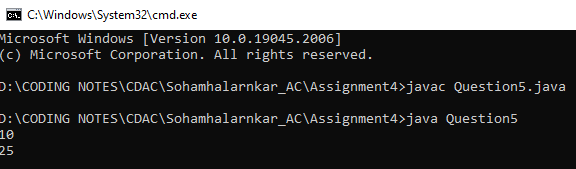 C:\Windows\System32\cmd.exe
Microsoft Windows [Version 10.0.19045.2006]
(c) Microsoft Corporation. All rights reserved.
D:\CODING NOTES\CDAC\Sohamhalarnkar_AC\Assignment4>javac Question5.java
D:\CODING NOTES\CDAC\Sohamhalarnkar_AC\Assignment4>java Question5
10
25